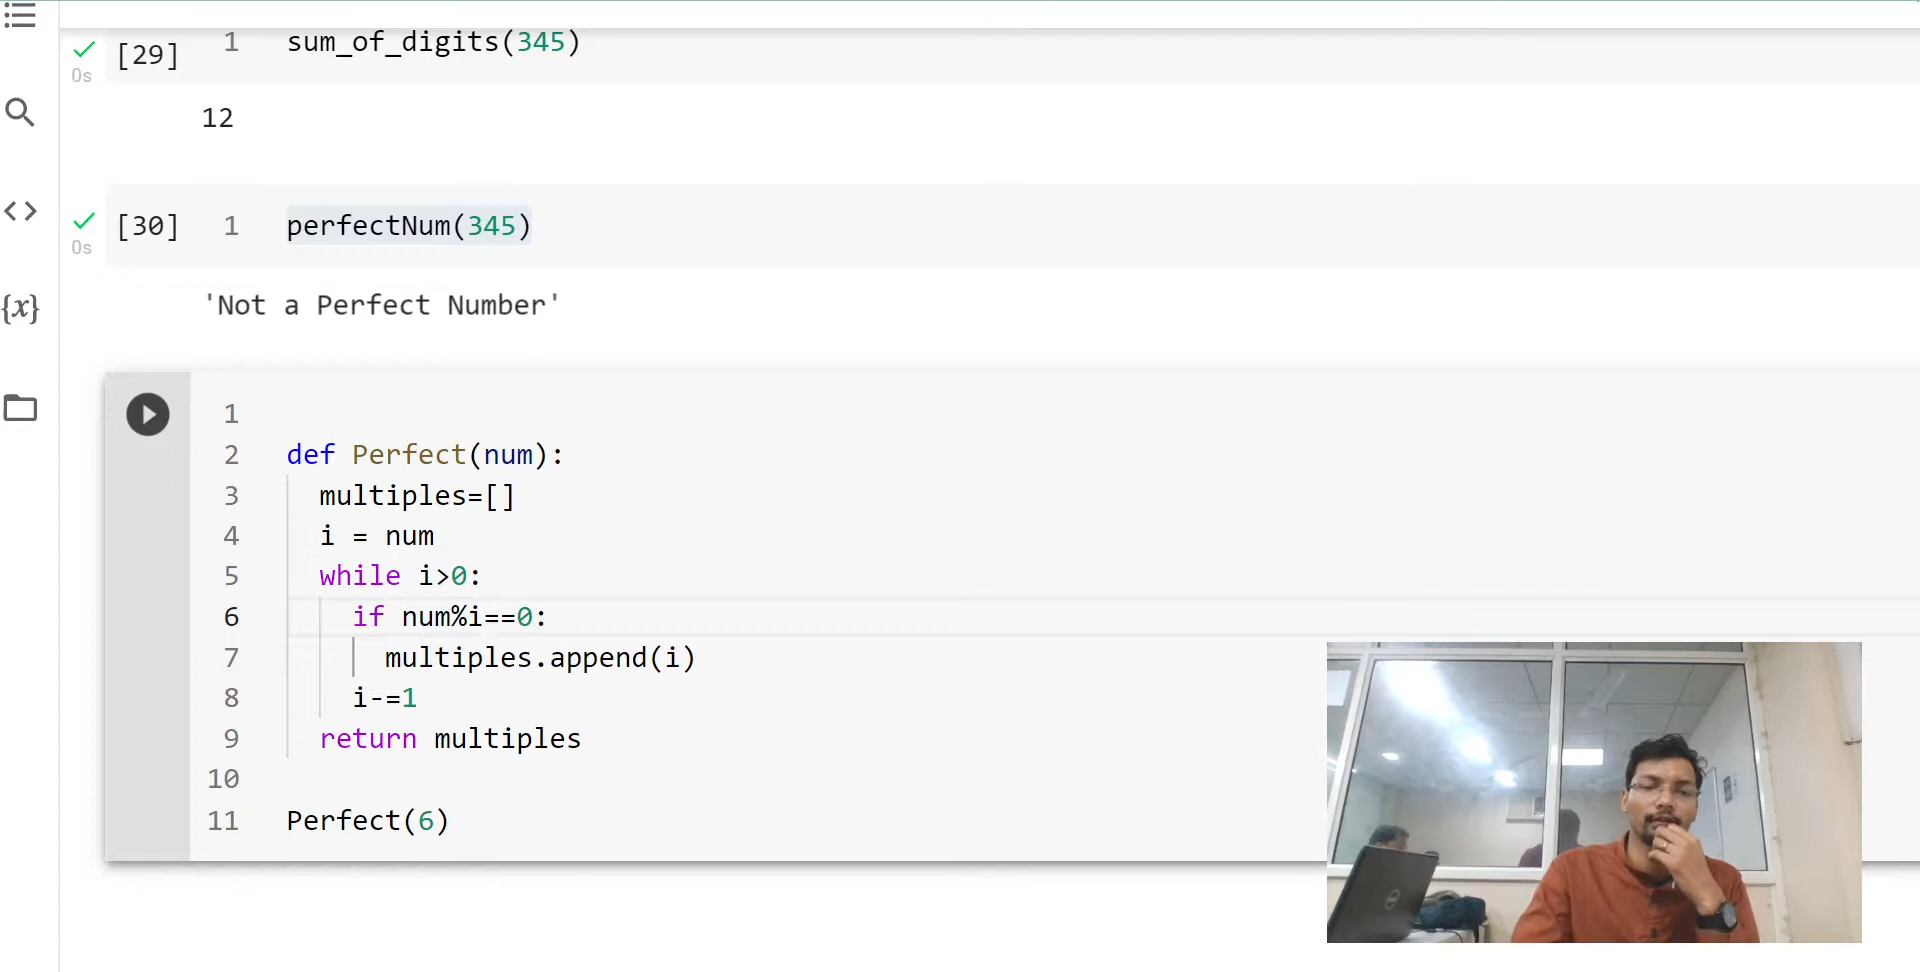 [29] 1 sum_of_digits(345)
0s
12
[30] 1 perfectNum(345)
0s
'Not a Perfect Number'
{x}
1
2 def Perfect(num):
3 multiples=[]
4 i = num
5 while i>0:
6 if num%i==0:
7 multiples.append(i)
8 i-=1
9 return multiples
10
11 Perfect(6)